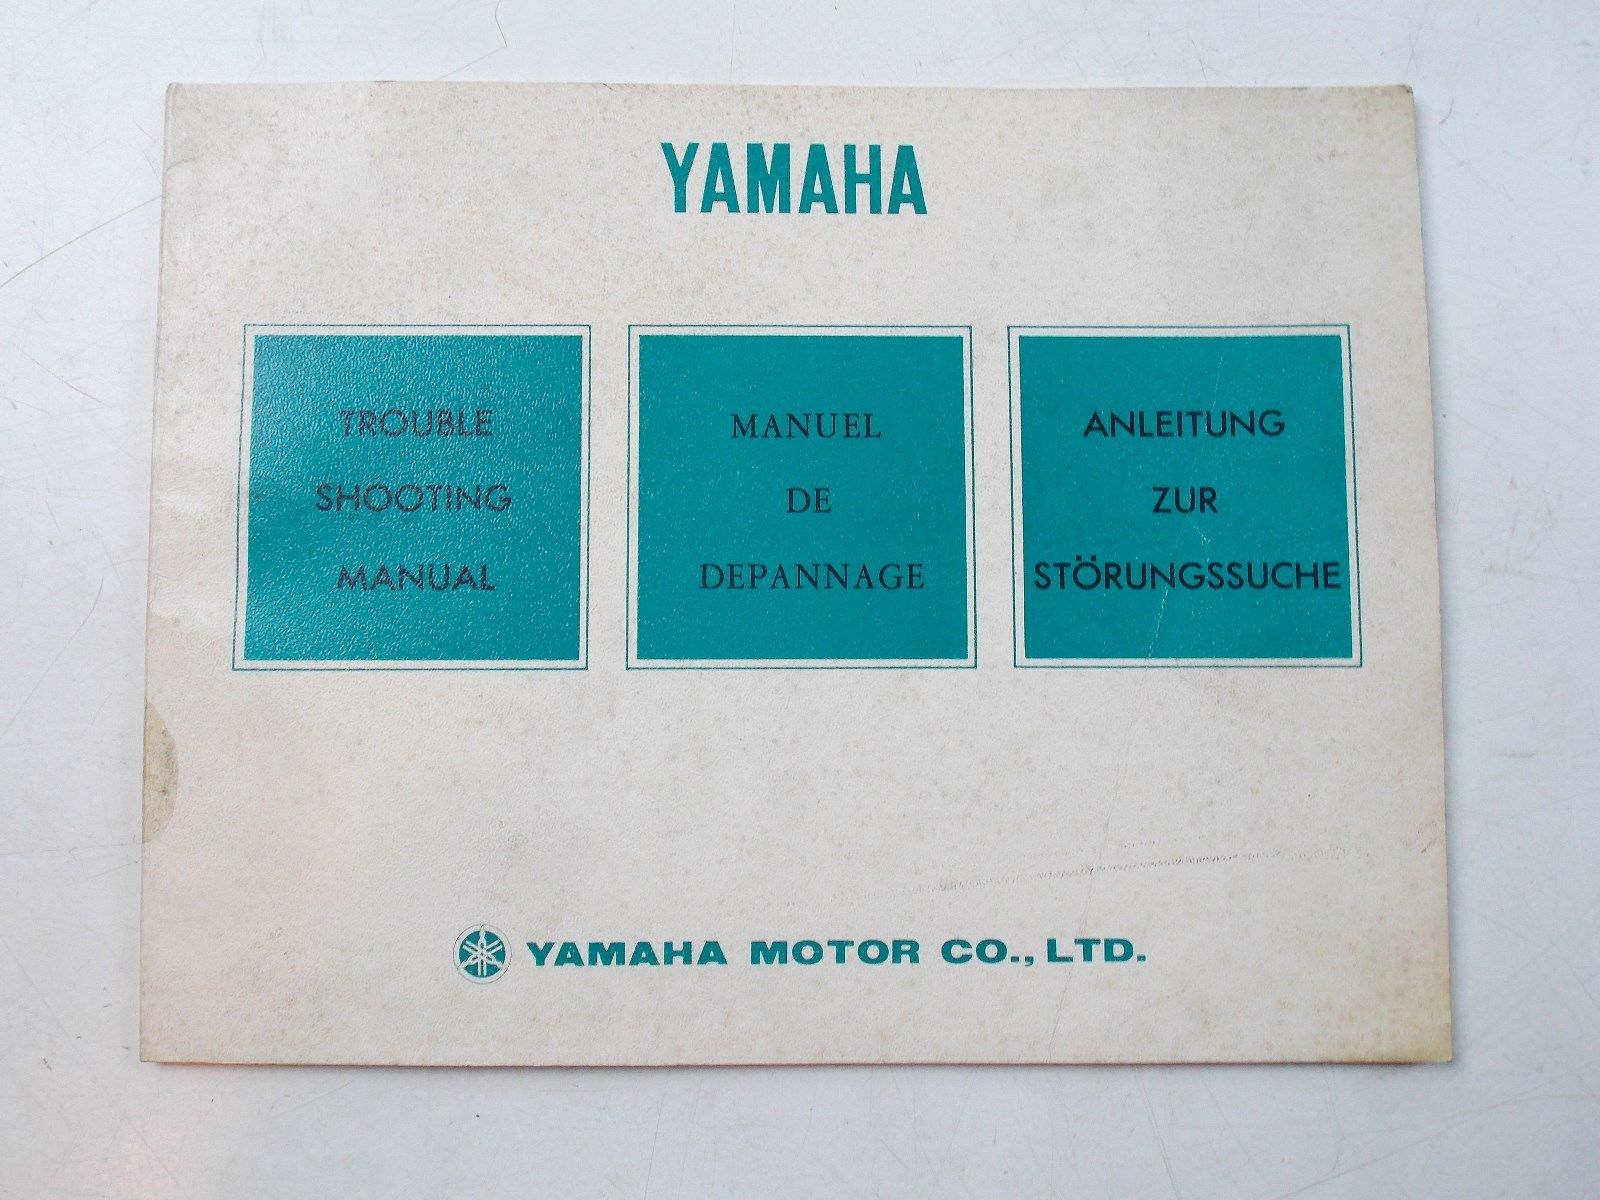 YAMAHA
TROUBLE
SHOOTING
MANUAL
MANUEL
DE
DEPANNAGE
ANLEITUNG
ZUR
STÖRUNGSSUCHE
YAMAHA MOTOR CO., LTD.